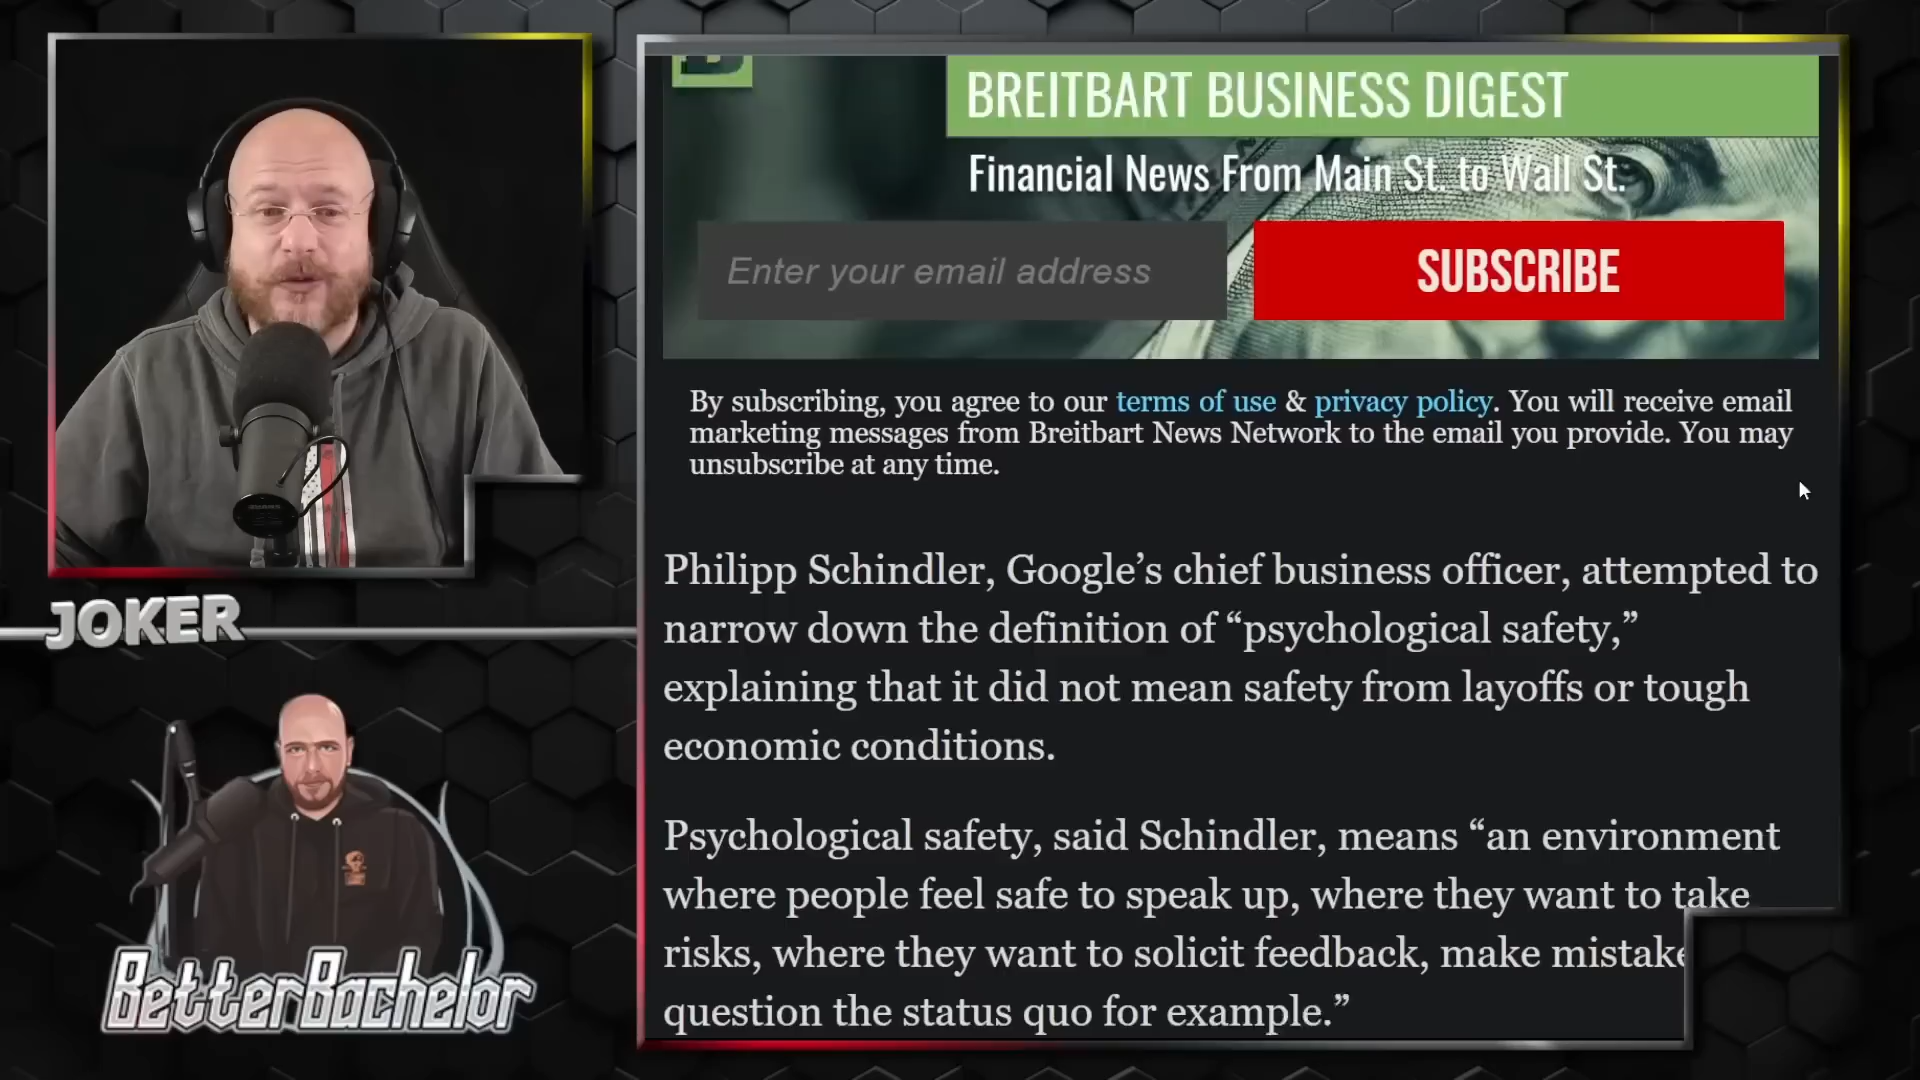 BREITBART BUSINESS DIGEST
Financial News From Main St. to Wall St.
Enter your email address
SUBSCRIBE
By subscribing, you agree to our terms of use & privacy policy. You will receive email
marketing messages from Breitbart News Network to the email you provide. You may
unsubscribe at any time.
Philipp Schindler, Google’s chief business officer, attempted to
narrow down the definition of “psychological safety,”
explaining that it did not mean safety from layoffs or tough
economic conditions.
Psychological safety, said Schindler, means “an environment
where people feel safe to speak up, where they want to take
risks, where they want to solicit feedback, make mistake
question the status quo for example.”
JOKER
BetterBachelor